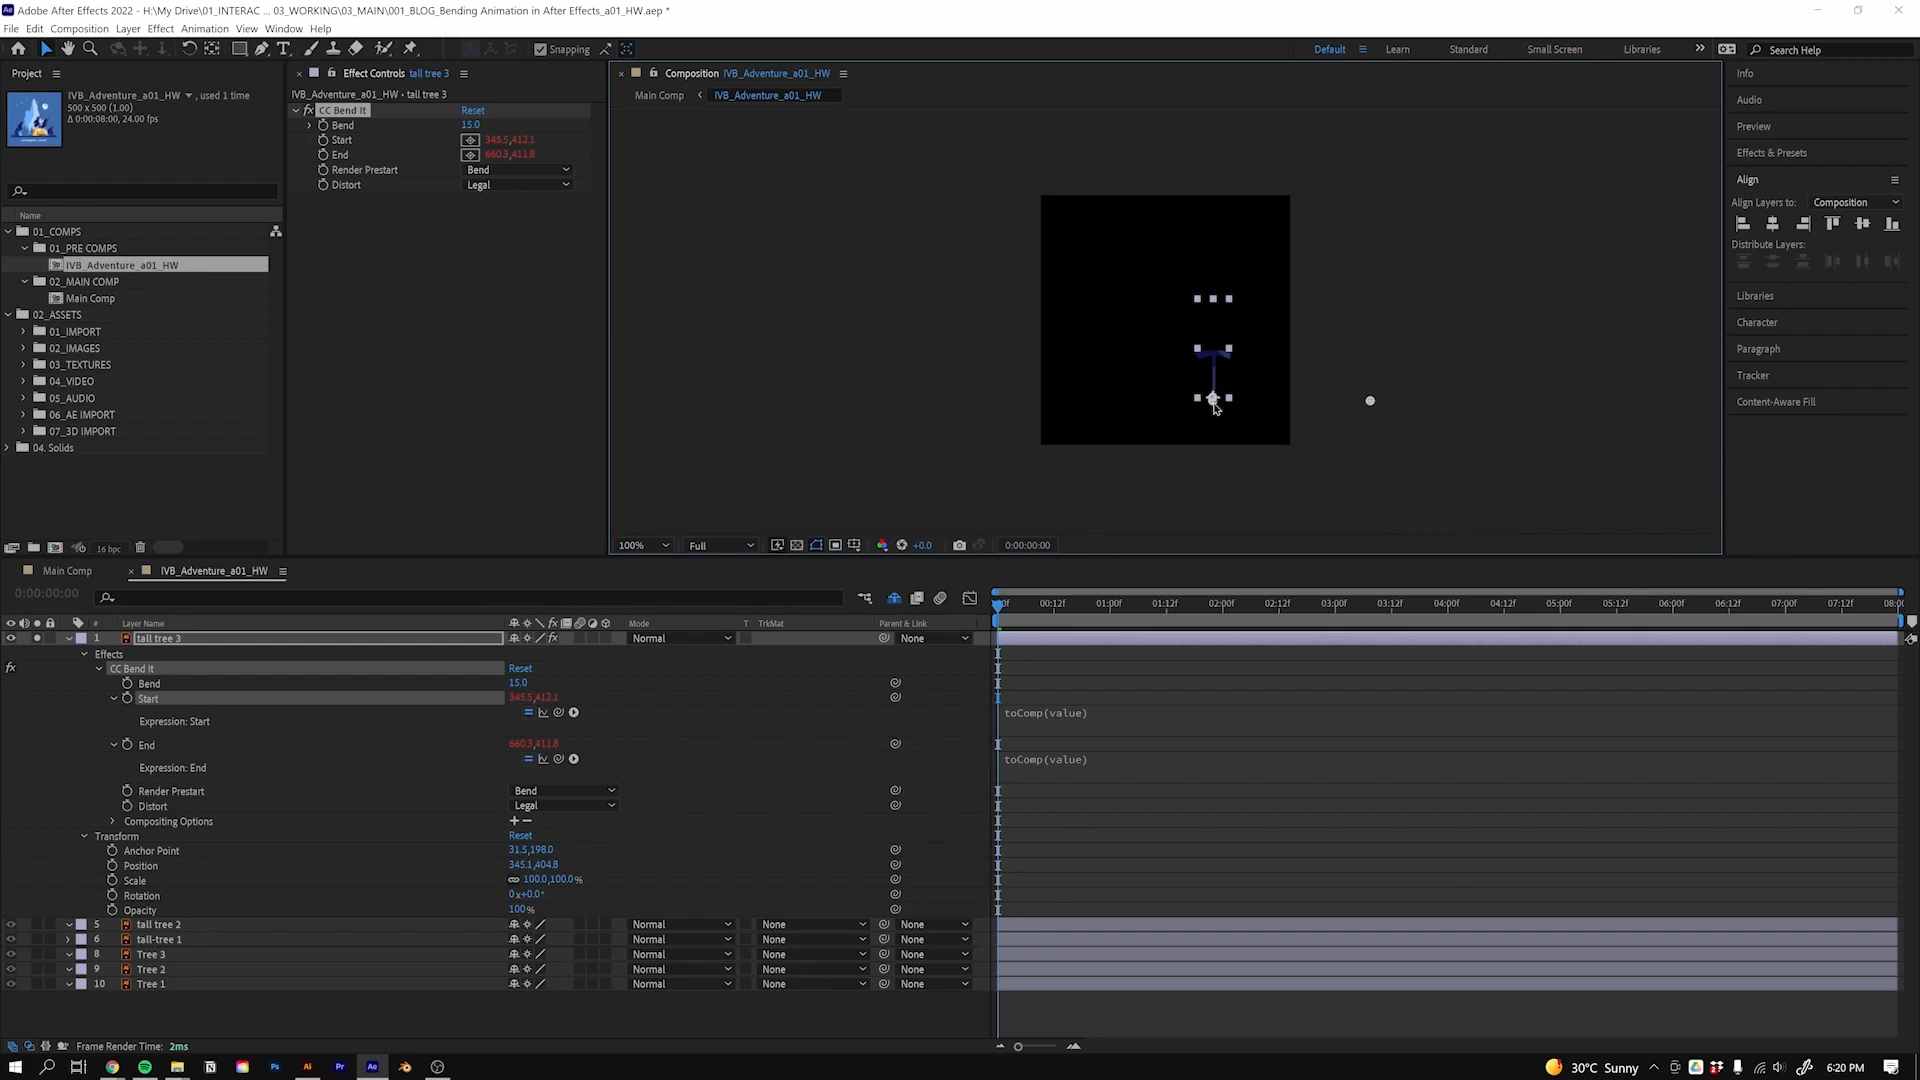 Adobe After Effects 2022 - H:\My Drive\01_INTERAC ... 03_WORKING\03_MAIN\001_BLOG_Bending Animation in After Effects_a01_HW.aep *
File Edit Composition Layer Effect Animation View Window Help
Snapping
Default Learn Standard Small Screen Libraries Search Help
Project
IVB_Adventure_a01_HW , used 1 time
500 x 500 (1.00)
Δ 0:00:08:00, 24.00 fps
Name
01_COMPS
01_PRE COMPS
IVB_Adventure_a01_HW
02_MAIN COMP
Main Comp
02_ASSETS
01_IMPORT
02_IMAGES
03_TEXTURES
04_VIDEO
05_AUDIO
06_AE IMPORT
07_3D IMPORT
04. Solids
16 bpc
Effect Controls tall tree 3
IVB_Adventure_a01_HW • tall tree 3
fx CC Bend It Reset
Bend 15.0
Start 345.5,412.1
End 660.3,411.8
Render Prestart Bend
Distort Legal
Composition IVB_Adventure_a01_HW
Main Comp IVB_Adventure_a01_HW
100% Full +0.0 0:00:00:00
Info
Audio
Preview
Effects & Presets
Align
Align Layers to: Composition
Distribute Layers:
Libraries
Character
Paragraph
Tracker
Content-Aware Fill
Main Comp IVB_Adventure_a01_HW
0:00:00:00
00:12f 01:00f 01:12f 02:00f 02:12f 03:00f 03:12f 04:00f 04:12f 05:00f 05:12f 06:00f 06:12f 07:00f 07:12f 08:00
# Layer Name Mode T TrkMat Parent & Link
1 tall tree 3 Normal None
Effects
fx CC Bend It Reset
Bend 15.0
Start 345.5,412.1
Expression: Start toComp(value)
End 660.3,411.8
Expression: End toComp(value)
Render Prestart Bend
Distort Legal
Compositing Options + −
Transform Reset
Anchor Point 31.5,198.0
Position 345.1,404.8
Scale 100.0,100.0%
Rotation 0x+0.0°
Opacity 100%
5 tall tree 2 Normal None None
6 tall-tree 1 Normal None None
8 Tree 3 Normal None None
9 Tree 2 Normal None None
10 Tree 1 Normal None None
Frame Render Time: 2ms
Ps Ai Pr Ae 30°C Sunny 6:20 PM